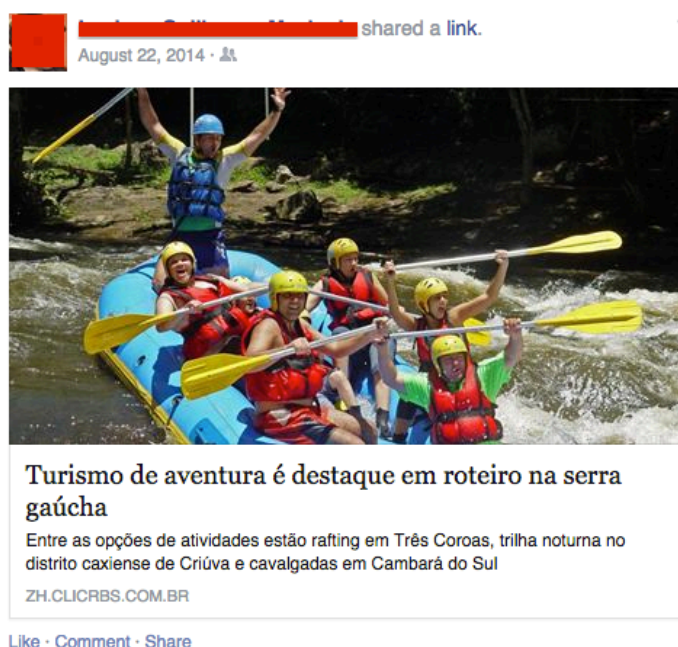 shared a link.
August 22, 2014 ·
Turismo de aventura é destaque em roteiro na serra
gaúcha
Entre as opções de atividades estão rafting em Três Coroas, trilha noturna no
distrito caxiense de Criúva e cavalgadas em Cambará do Sul
ZH.CLICRBS.COM.BR
Like · Comment · Share